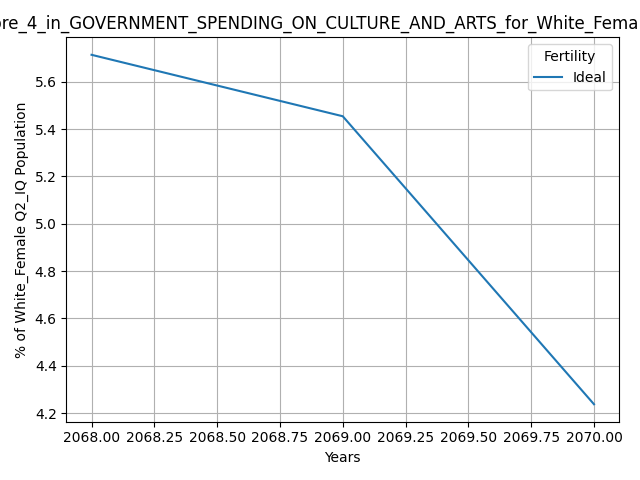 ore_4_in_GOVERNMENT_SPENDING_ON_CULTURE_AND_ARTS_for_White_Fema
Fertility
Ideal
5.6
5.4
5.2
5.0
4.8
4.6
4.4
4.2
% of White_Female Q2_IQ Population
2068.00 2068.25 2068.50 2068.75 2069.00 2069.25 2069.50 2069.75 2070.00
Years